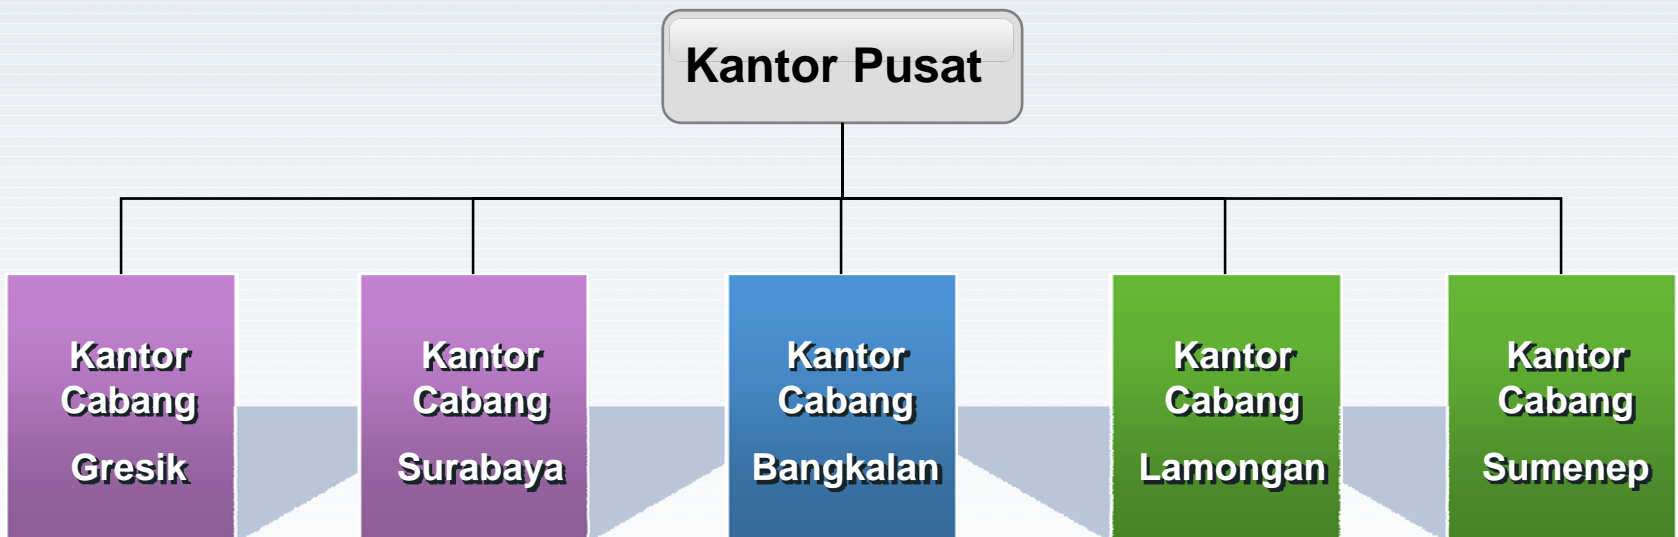 Kantor Pusat
Kantor
Cabang
Gresik
Kantor
Cabang
Surabaya
Kantor
Cabang
Bangkalan
Kantor
Cabang
Lamongan
Kantor
Cabang
Sumenep